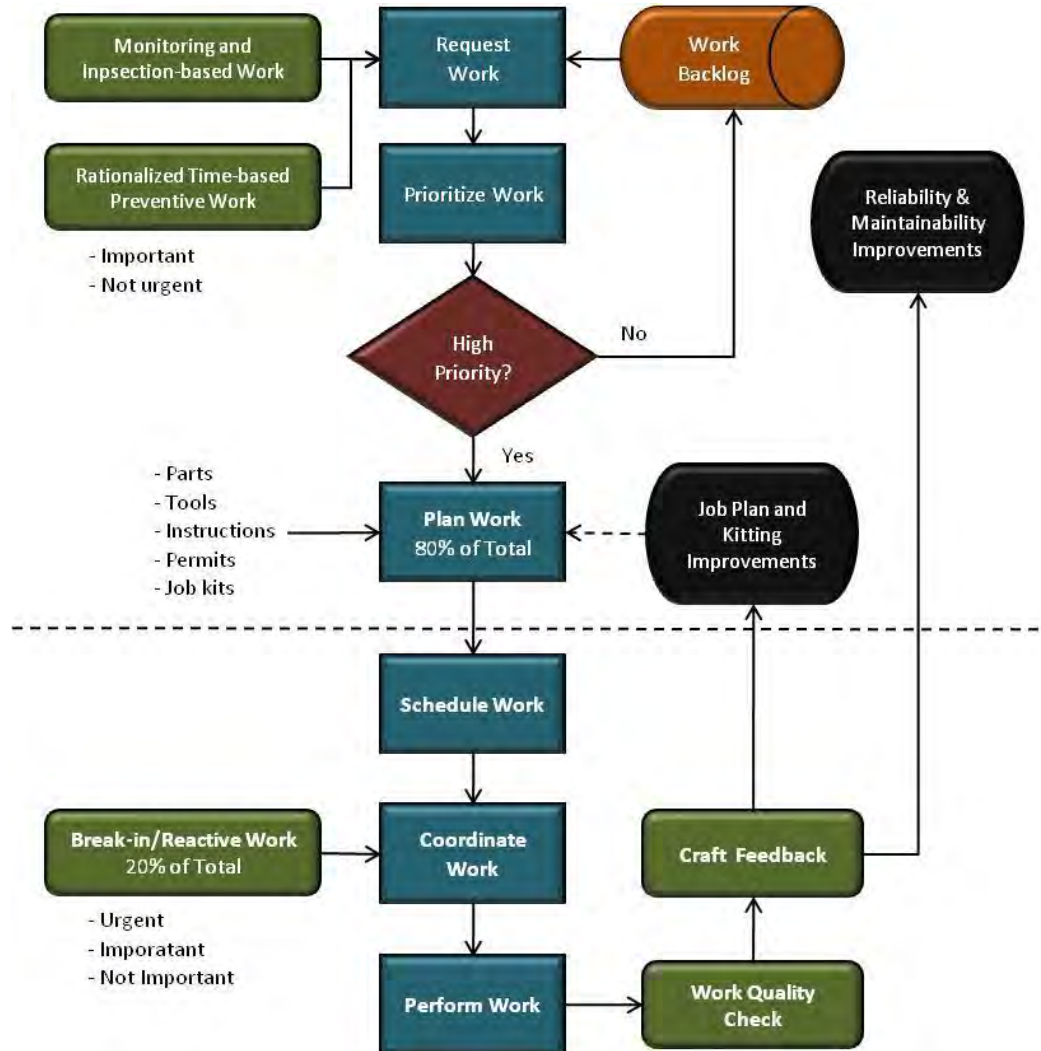 Monitoring and
Inpsection-based Work
Request
Work
Work
Backlog
Rationalized Time-based
Preventive Work
Prioritize Work
- Important
- Not urgent
Reliability &
Maintainability
Improvements
High
Priority?
No
Yes
- Parts
- Tools
- Instructions
- Permits
- Job kits
Plan Work
80% of Total
Job Plan and
Kitting
Improvements
Schedule Work
Break-in/Reactive Work
20% of Total
Coordinate
Work
Craft Feedback
- Urgent
- Imporatant
- Not Important
Perform Work
Work Quality
Check